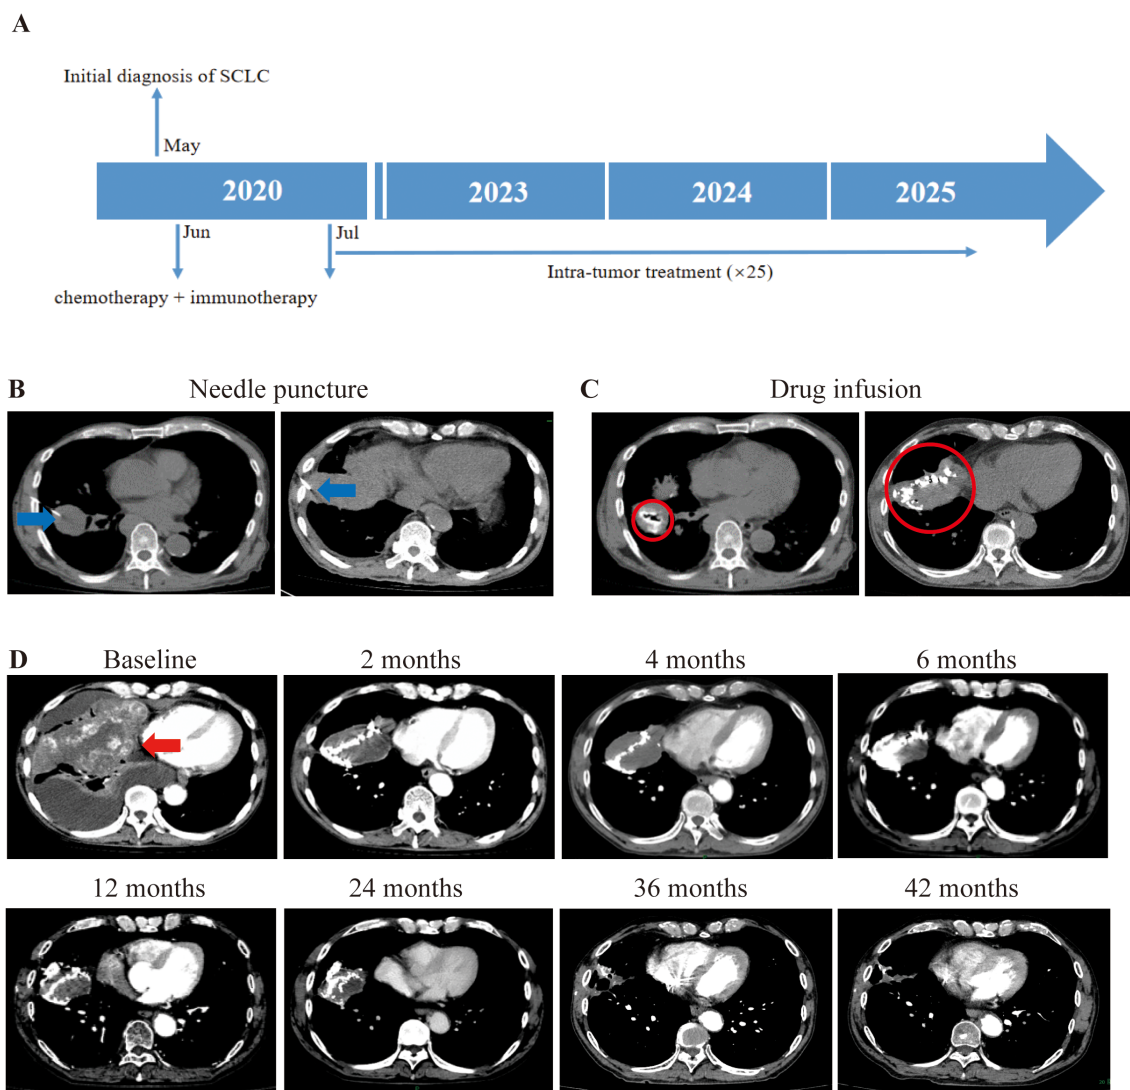 A
Initial diagnosis of SCLC
May
2020
2023
2024
2025
Jun
Jul
Intra-tumor treatment (×25)
chemotherapy + immunotherapy
B
Needle puncture
C
Drug infusion
D
Baseline
2 months
4 months
6 months
12 months
24 months
36 months
42 months